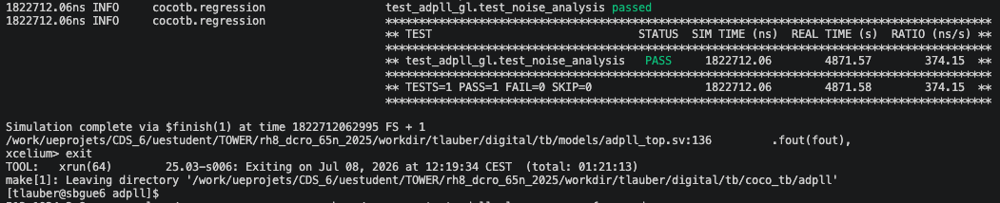 1822712.06ns INFO     cocotb.regression                  test_adpll_gl.test_noise_analysis passed
1822712.06ns INFO     cocotb.regression                  **************************************************************************************
                                                         ** TEST                             STATUS  SIM TIME (ns)  REAL TIME (s)  RATIO (ns/s) **
                                                         **************************************************************************************
                                                         ** test_adpll_gl.test_noise_analysis   PASS     1822712.06        4871.57        374.15  **
                                                         **************************************************************************************
                                                         ** TESTS=1 PASS=1 FAIL=0 SKIP=0                 1822712.06        4871.58        374.15  **
                                                         **************************************************************************************
Simulation complete via $finish(1) at time 1822712062995 FS + 1
/work/ueprojets/CDS_6/uestudent/TOWER/rh8_dcro_65n_2025/workdir/tlauber/digital/tb/models/adpll_top.sv:136         .fout(fout),
xcelium> exit
TOOL:   xrun(64)        25.03-s006: Exiting on Jul 08, 2026 at 12:19:34 CEST  (total: 01:21:13)
make[1]: Leaving directory '/work/ueprojets/CDS_6/uestudent/TOWER/rh8_dcro_65n_2025/workdir/tlauber/digital/tb/coco_tb/adpll'
[tlauber@sbgue6 adpll]$